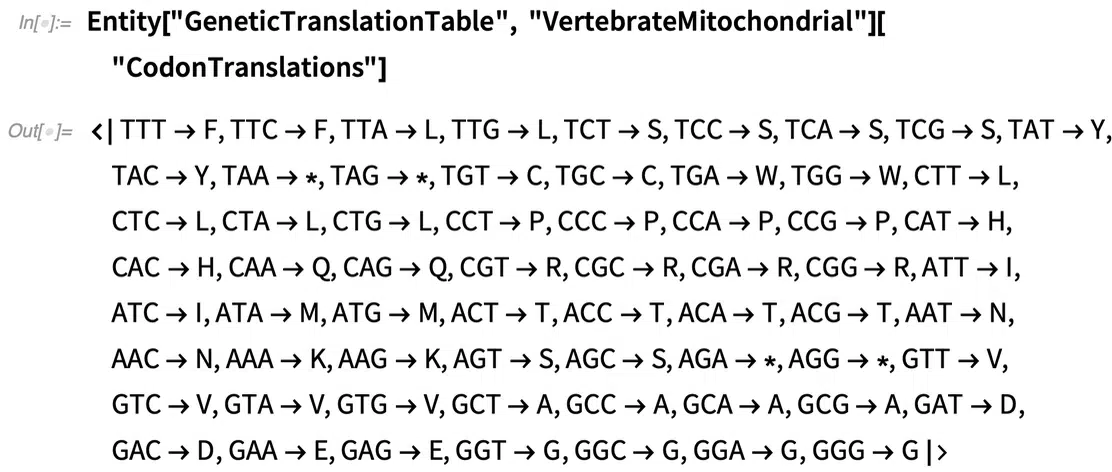 In[◦]:= Entity["GeneticTranslationTable", "VertebrateMitochondrial"][
"CodonTranslations"]
Out[◦]= <| TTT → F, TTC → F, TTA → L, TTG → L, TCT → S, TCC → S, TCA → S, TCG → S, TAT → Y,
TAC → Y, TAA → *, TAG → *, TGT → C, TGC → C, TGA → W, TGG → W, CTT → L,
CTC → L, CTA → L, CTG → L, CCT → P, CCC → P, CCA → P, CCG → P, CAT → H,
CAC → H, CAA → Q, CAG → Q, CGT → R, CGC → R, CGA → R, CGG → R, ATT → I,
ATC → I, ATA → M, ATG → M, ACT → T, ACC → T, ACA → T, ACG → T, AAT → N,
AAC → N, AAA → K, AAG → K, AGT → S, AGC → S, AGA → *, AGG → *, GTT → V,
GTC → V, GTA → V, GTG → V, GCT → A, GCC → A, GCA → A, GCG → A, GAT → D,
GAC → D, GAA → E, GAG → E, GGT → G, GGC → G, GGA → G, GGG → G |>